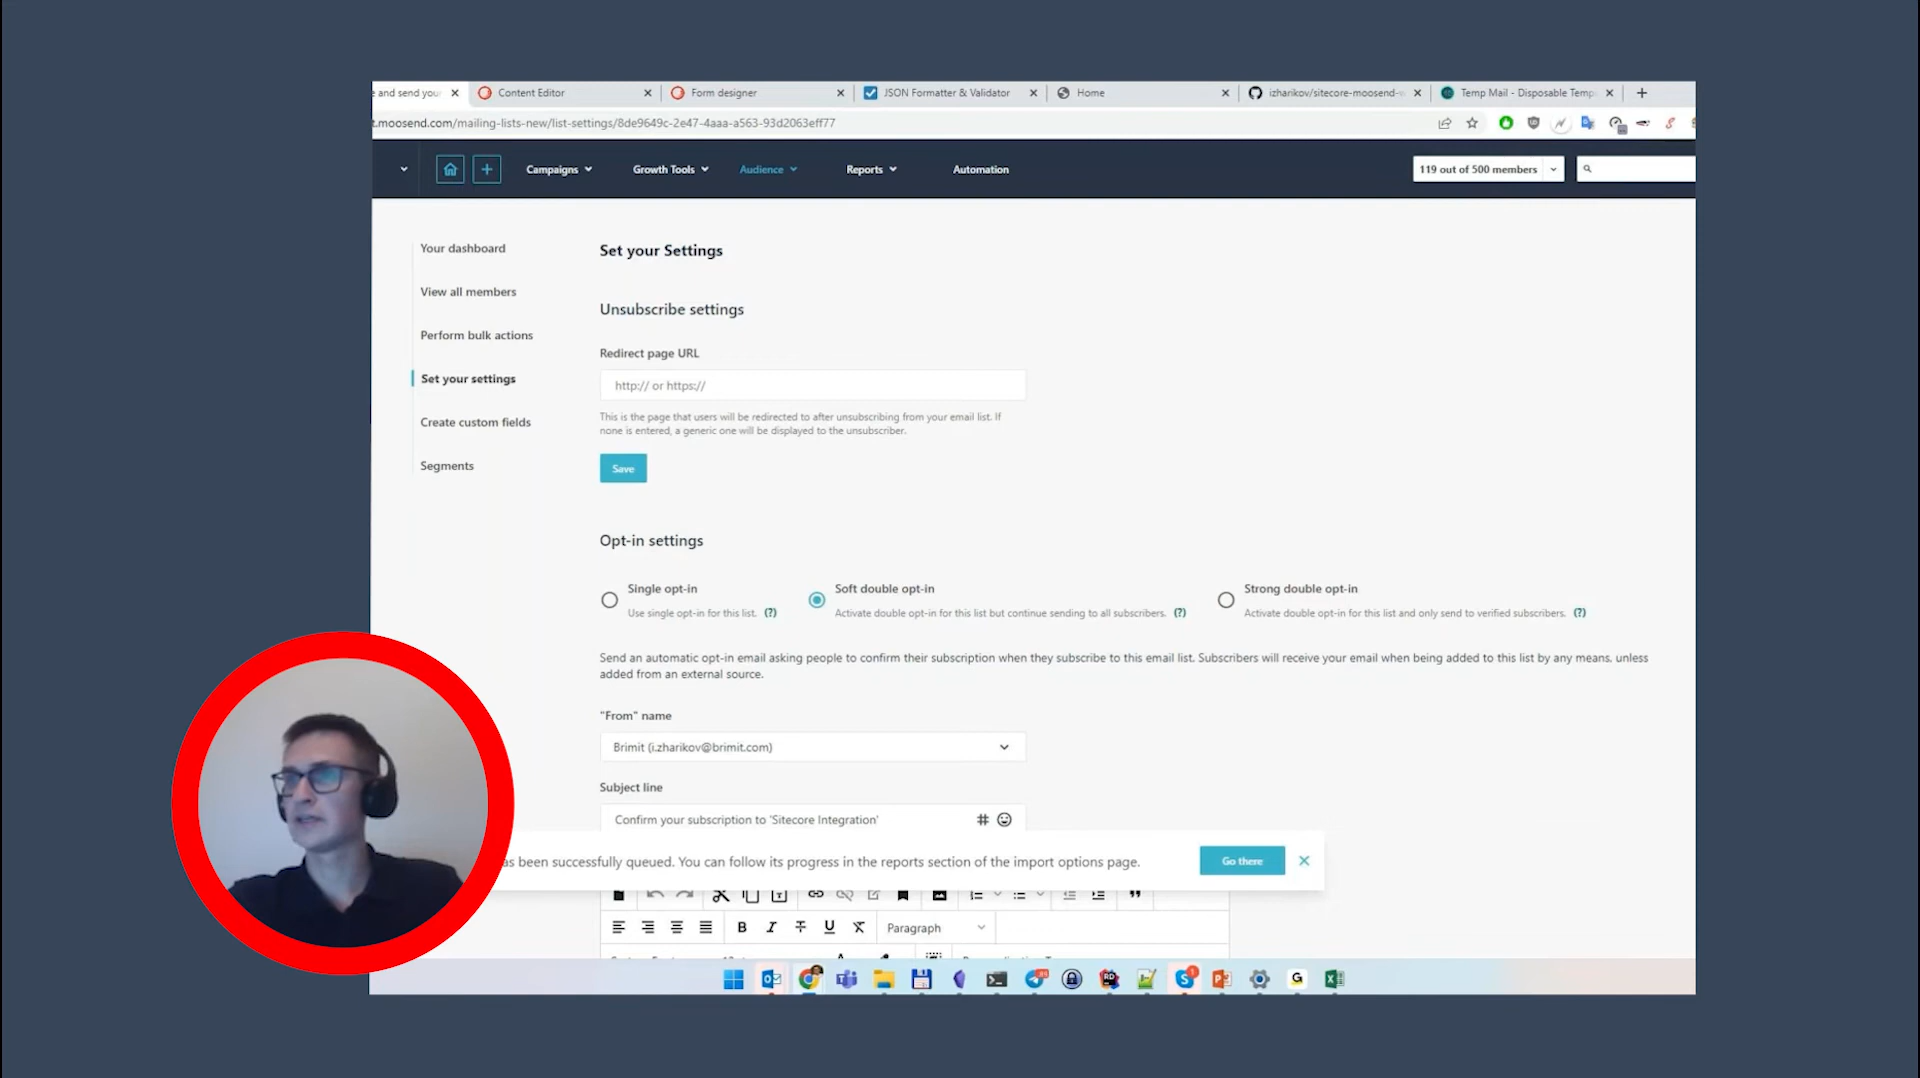 e and send your
Content Editor
Form designer
JSON Formatter & Validator
Home
izharikov/sitecore-moosend-
Temp Mail - Disposable Temp
t.moosend.com/mailing-lists-new/list-settings/8de9649c-2e47-4aaa-a563-93d2063eff77
Campaigns
Growth Tools
Audience
Reports
Automation
119 out of 500 members
Your dashboard
View all members
Perform bulk actions
Set your settings
Create custom fields
Segments
Set your Settings
Unsubscribe settings
Redirect page URL
http:// or https://
This is the page that users will be redirected to after unsubscribing from your email list. If
none is entered, a generic one will be displayed to the unsubscriber.
Save
Opt-in settings
Single opt-in
Use single opt-in for this list. (?)
Soft double opt-in
Activate double opt-in for this list but continue sending to all subscribers. (?)
Strong double opt-in
Activate double opt-in for this list and only send to verified subscribers. (?)
Send an automatic opt-in email asking people to confirm their subscription when they subscribe to this email list. Subscribers will receive your email when being added to this list by any means, unless
added from an external source.
"From" name
Brimit (i.zharikov@brimit.com)
Subject line
Confirm your subscription to 'Sitecore Integration'
as been successfully queued. You can follow its progress in the reports section of the import options page.
Go there
Paragraph